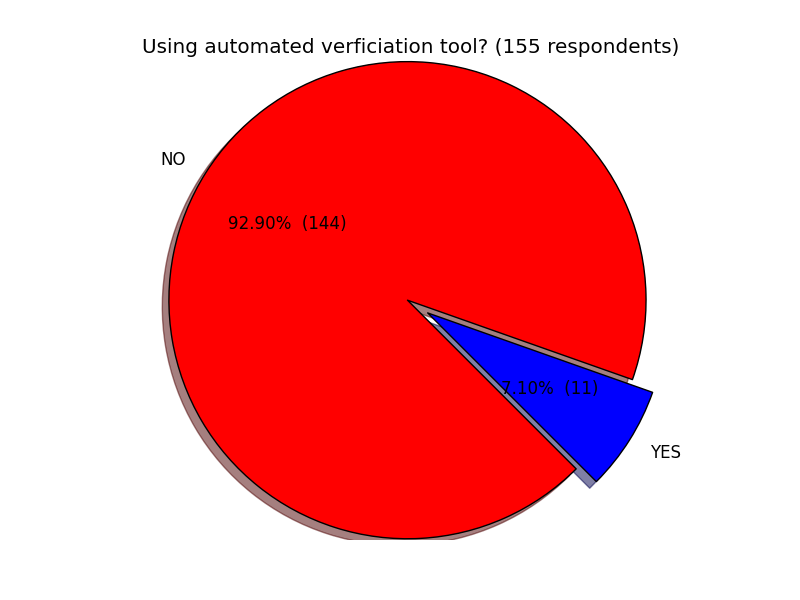 Using automated verficiation tool? (155 respondents)
NO
92.90%  (144)
7.10%  (11)
YES